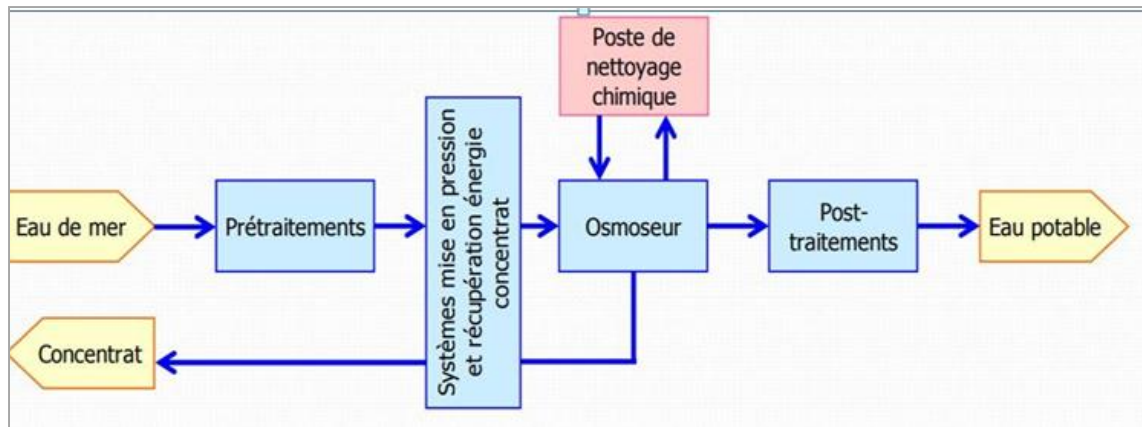 Poste de
nettoyage
chimique
Eau de mer
Prétraitements
Systèmes mise en pression
et récupération énergie
concentrat
Osmoseur
Post-
traitements
Eau potable
Concentrat